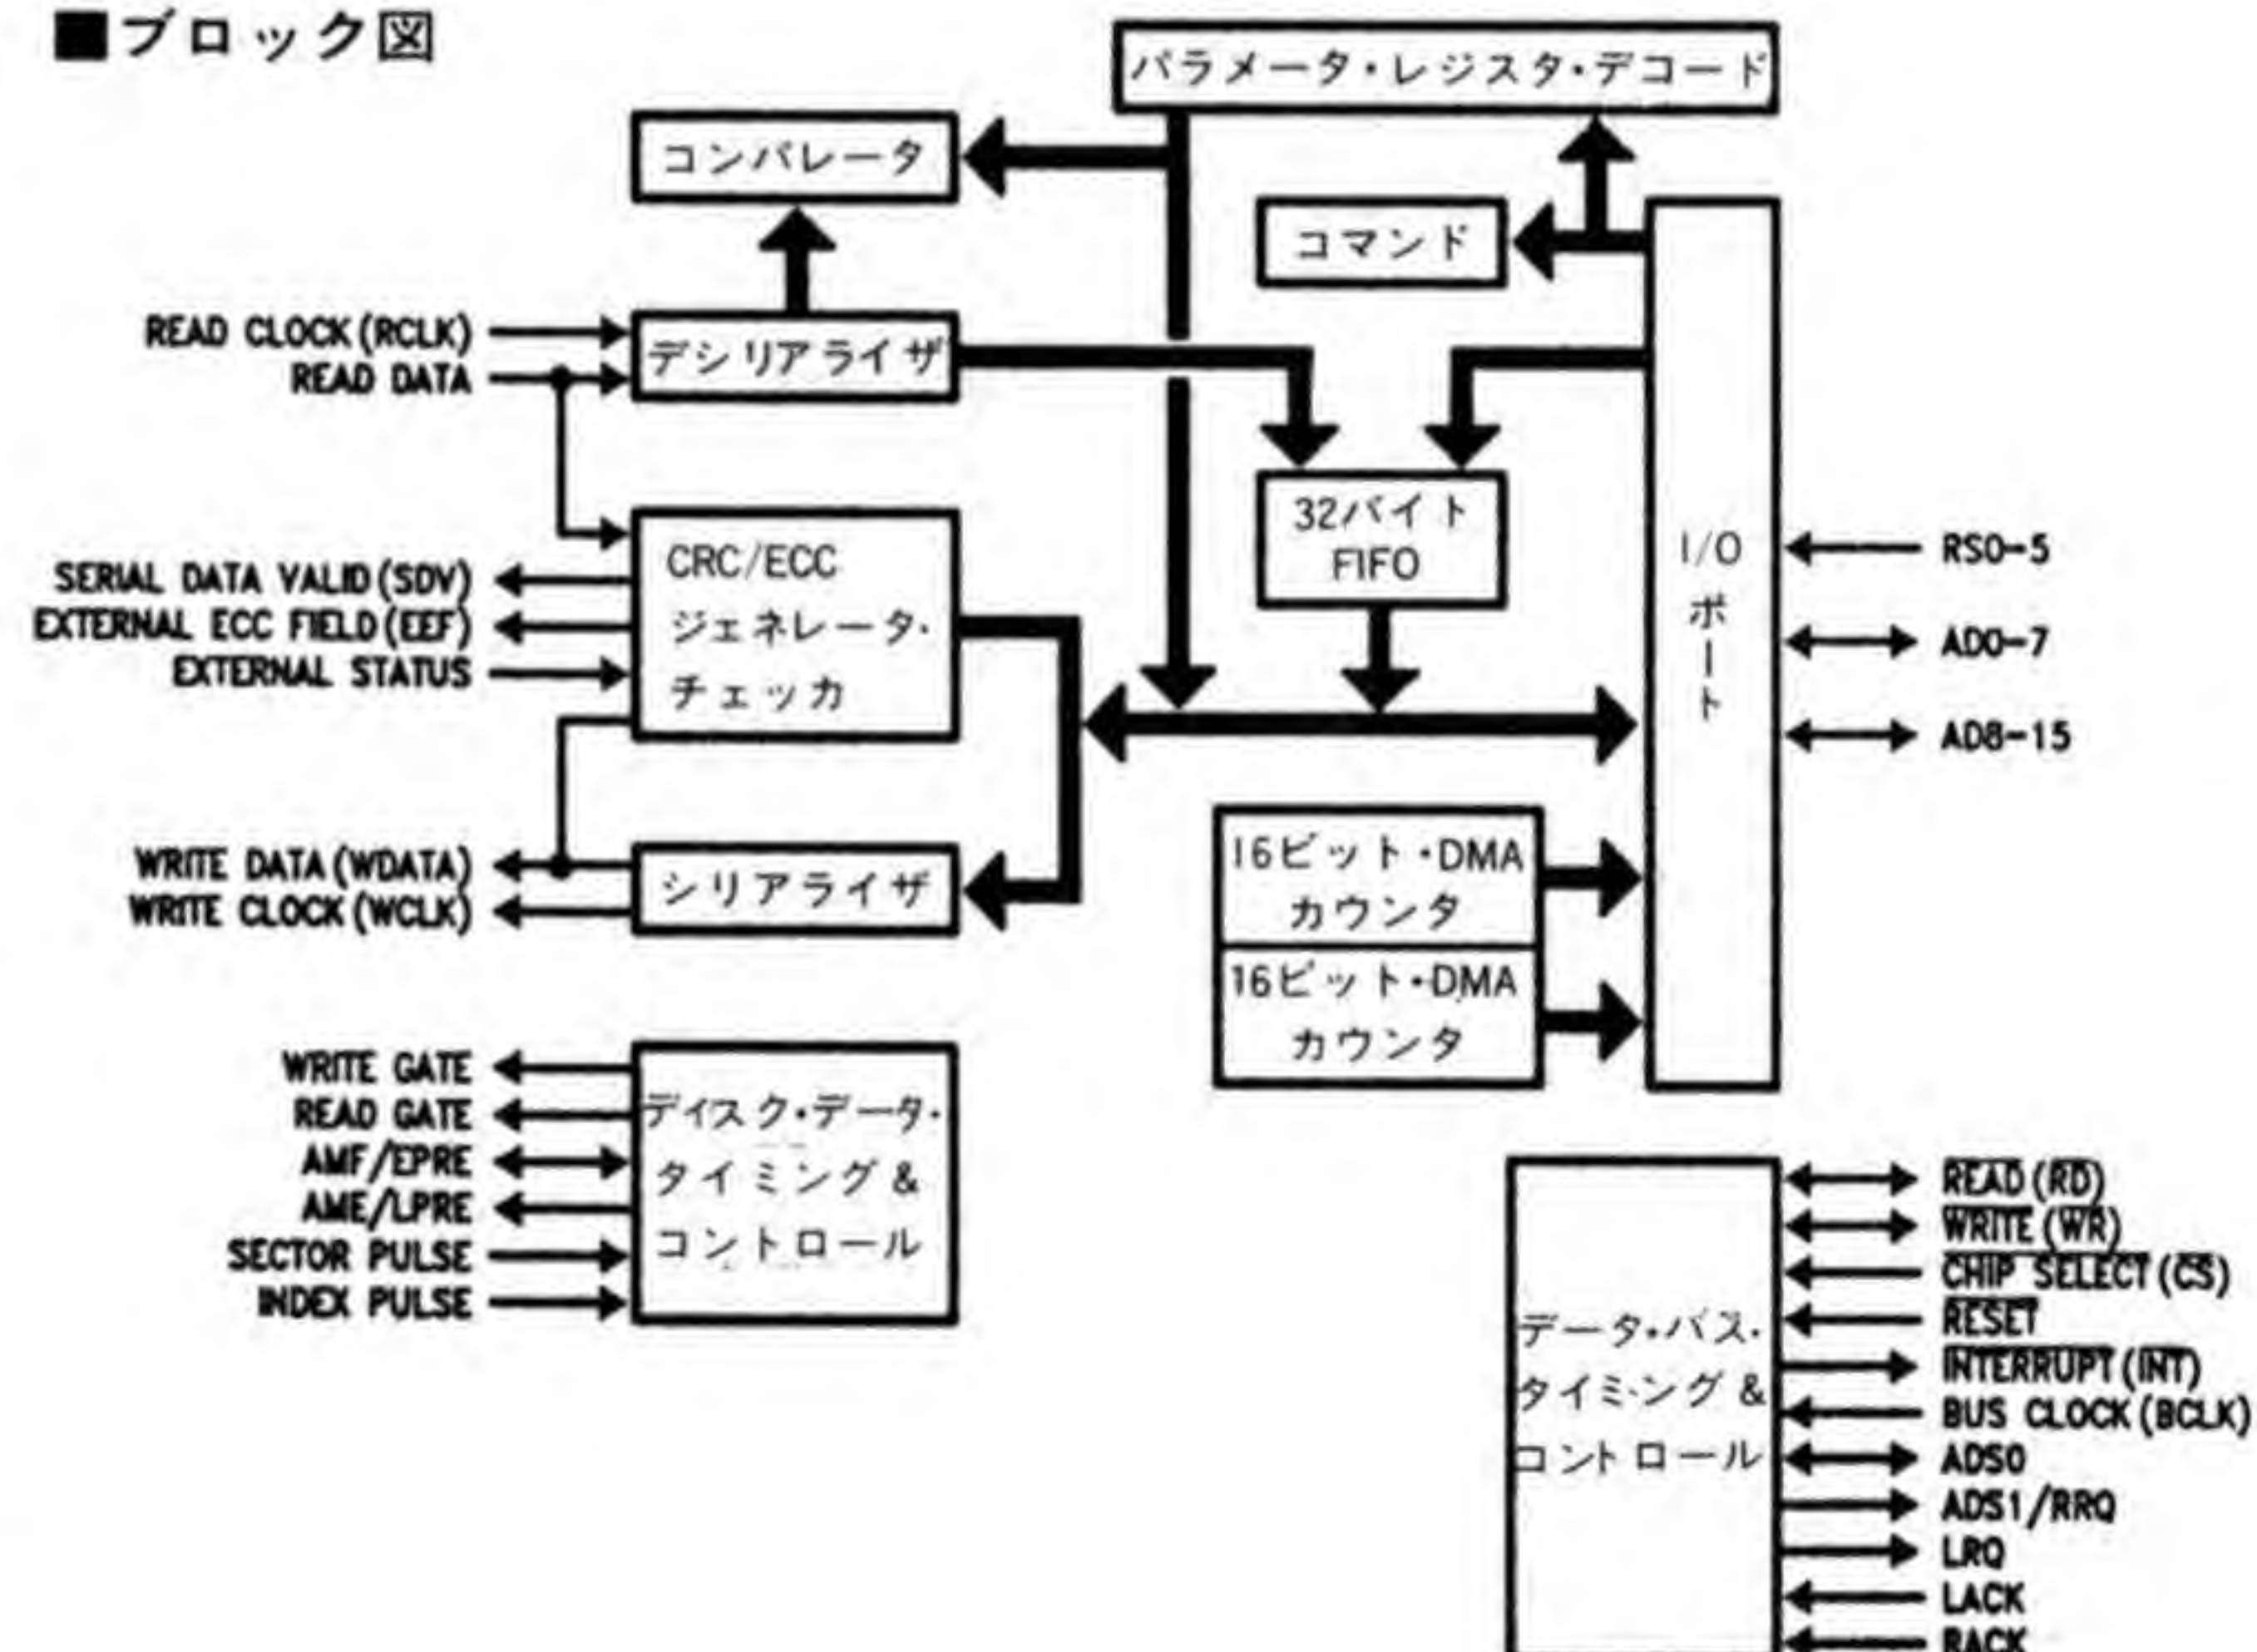 ■ブロック図
パラメータ・レジスタ・デコード
コンパレータ
コマンド
READ CLOCK (RCLK)
READ DATA
デシリアライザ
32バイト
FIFO
SERIAL DATA VALID (SDV)
EXTERNAL ECC FIELD (EEF)
EXTERNAL STATUS
CRC/ECC
ジェネレータ・
チェッカ
I/O
ポート
RS0-5
AD0-7
AD8-15
WRITE DATA (WDATA)
WRITE CLOCK (WCLK)
シリアライザ
16ビット・DMA
カウンタ
16ビット・DMA
カウンタ
WRITE GATE
READ GATE
AMF/EPRE
AME/LPRE
SECTOR PULSE
INDEX PULSE
ディスク・データ・
タイミング &
コントロール
データ・バス・
タイミング &
コントロール
READ (RD)
WRITE (WR)
CHIP SELECT (CS)
RESET
INTERRUPT (INT)
BUS CLOCK (BCLK)
ADS0
ADS1/RRQ
LRQ
LACK
RACK